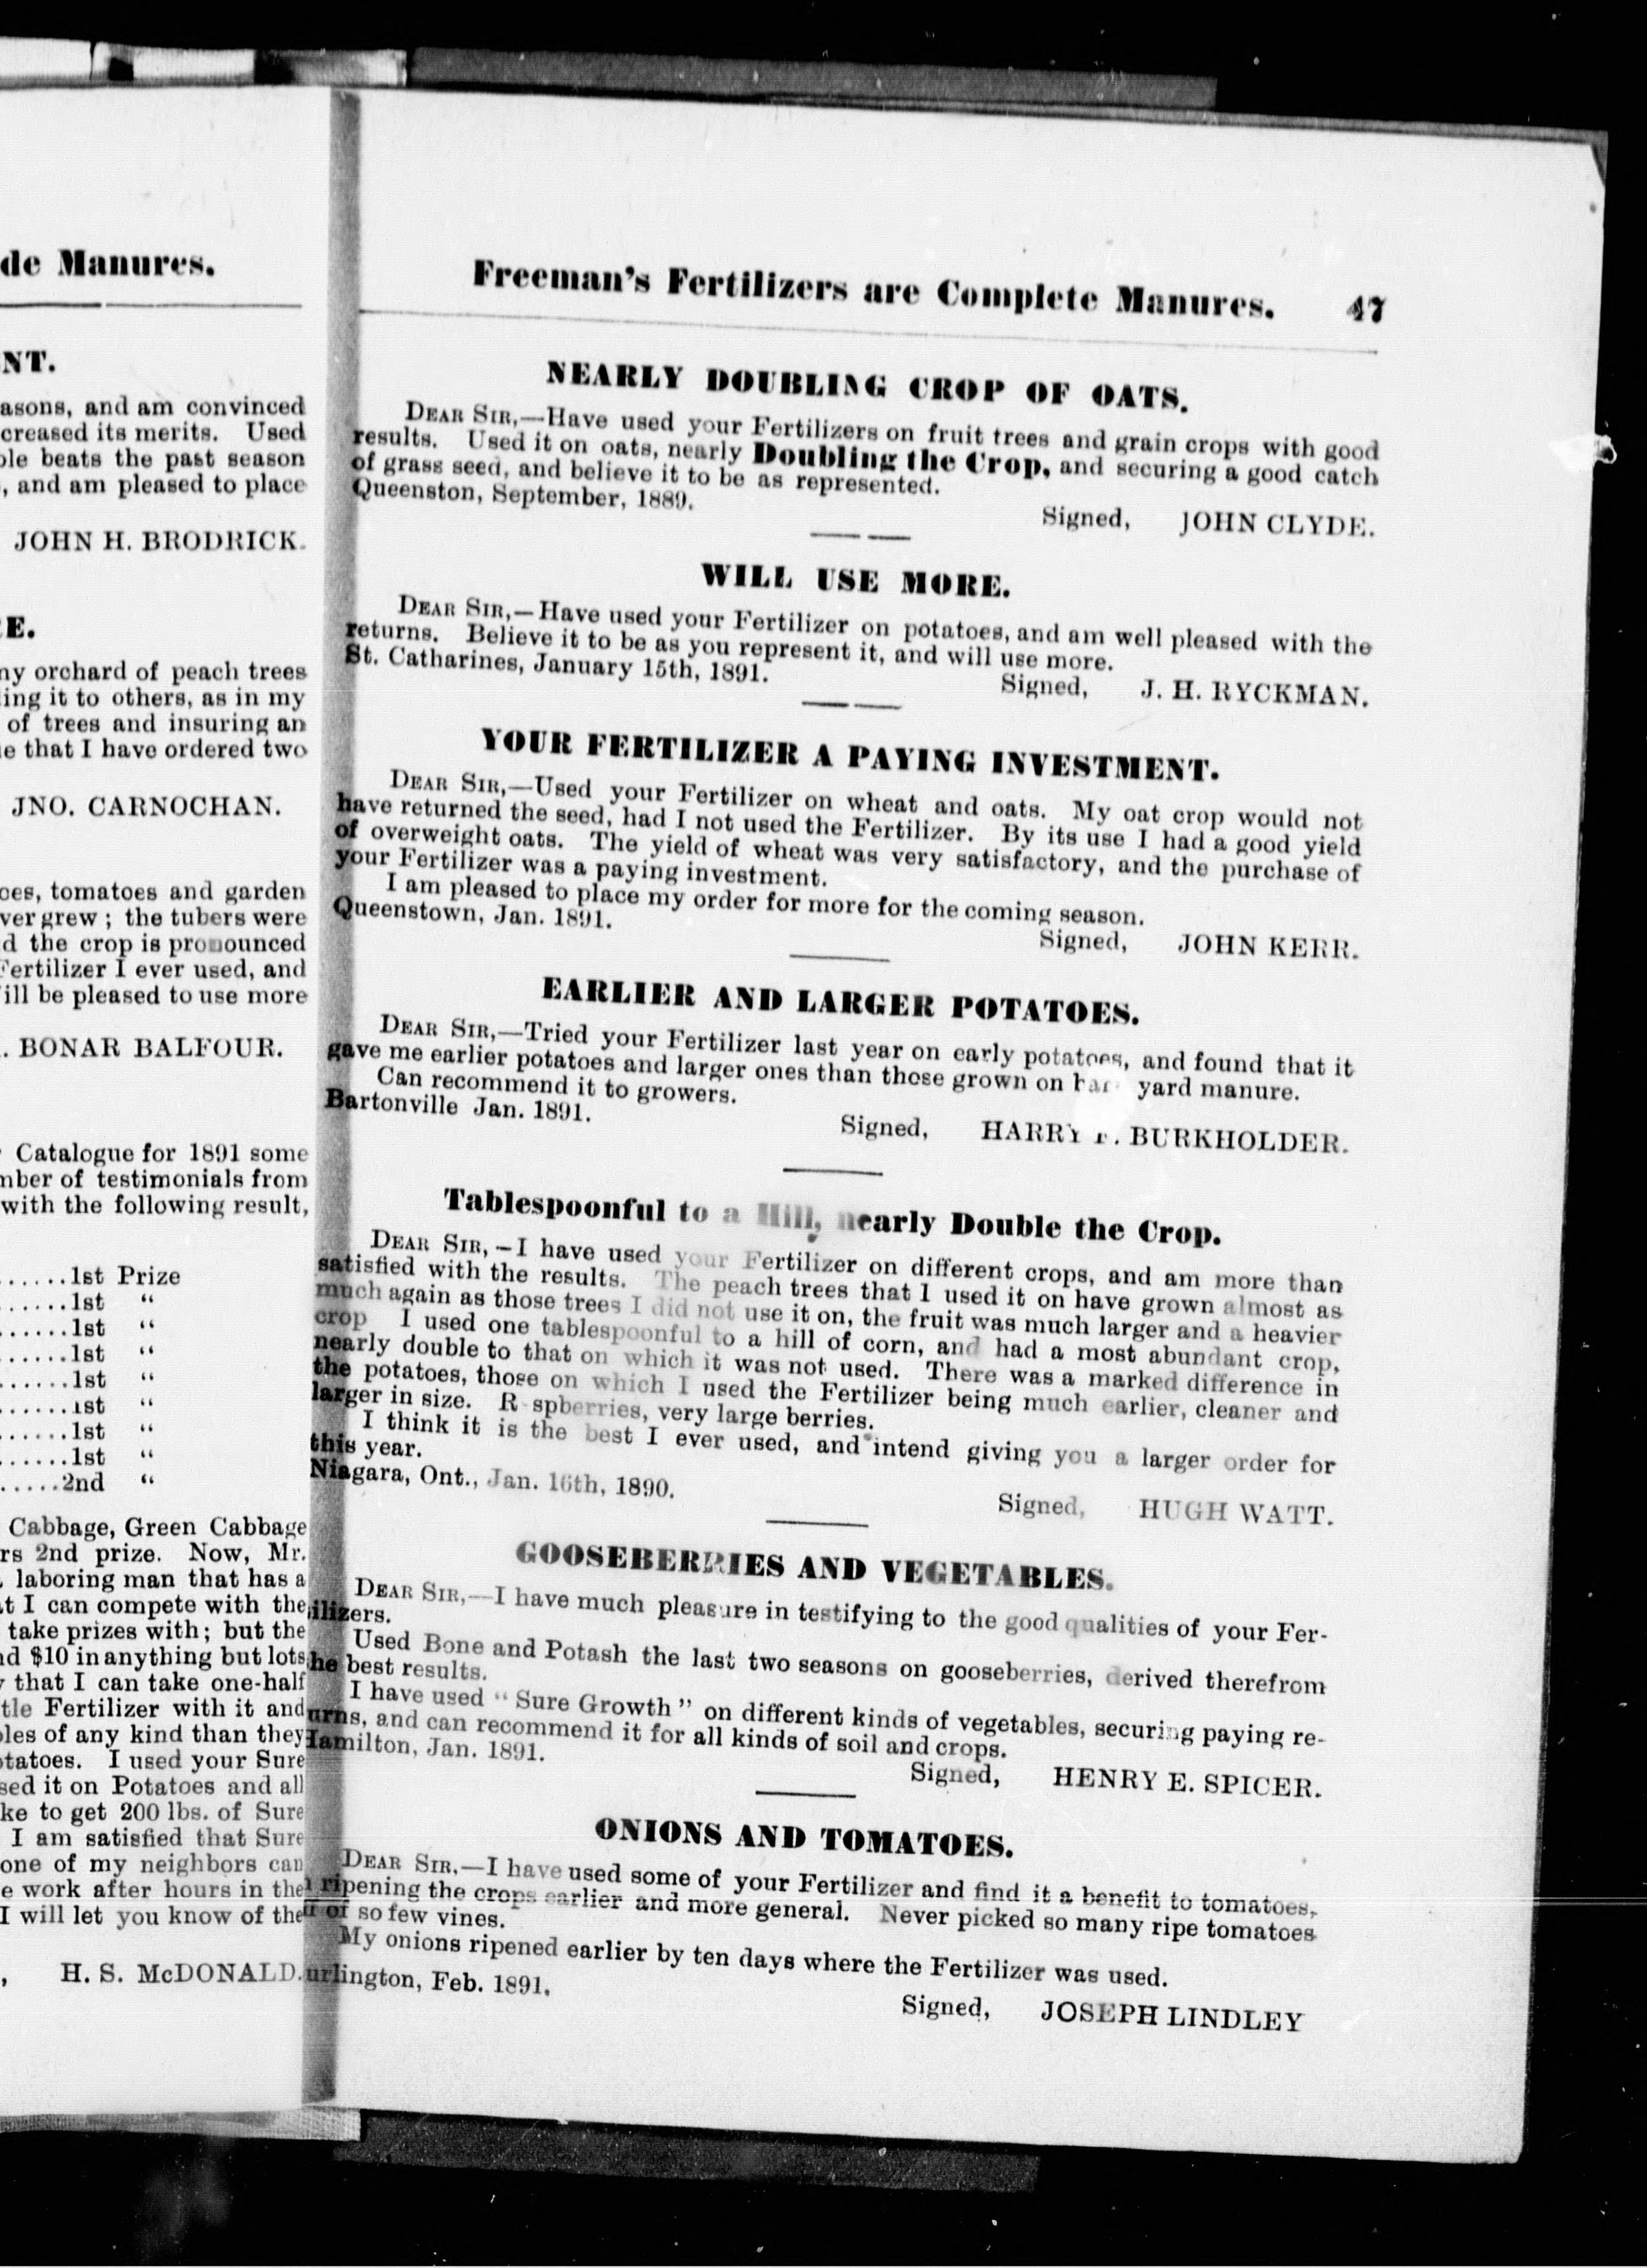 de Manures.
NT.
asons, and am convinced
creased its merits. Used
ole beats the past season
, and am pleased to place
JOHN H. BRODRICK.
E.
ny orchard of peach trees
ing it to others, as in my
of trees and insuring an
e that I have ordered two
JNO. CARNOCHAN.
oes, tomatoes and garden
ver grew ; the tubers were
d the crop is pronounced
Fertilizer I ever used, and
ill be pleased to use more
. BONAR BALFOUR.
Catalogue for 1891 some
mber of testimonials from
with the following result,
......1st Prize
......1st “
......1st “
......1st “
......1st “
......1st “
......1st “
......1st “
.....2nd “
Cabbage, Green Cabbage
rs 2nd prize. Now, Mr.
laboring man that has a
t I can compete with the
take prizes with; but the
nd $10 in anything but lots
that I can take one-half
tle Fertilizer with it and
les of any kind than they
otatoes. I used your Sure
sed it on Potatoes and all
ke to get 200 lbs. of Sure
I am satisfied that Sure
one of my neighbors can
e work after hours in the
I will let you know of the
, H. S. McDONALD.
Freeman's Fertilizers are Complete Manures. 47
NEARLY DOUBLING CROP OF OATS.
DEAR SIR,—Have used your Fertilizers on fruit trees and grain crops with good
results. Used it on oats, nearly Doubling the Crop, and securing a good catch
of grass seed, and believe it to be as represented.
Queenston, September, 1889.
Signed, JOHN CLYDE.
WILL USE MORE.
DEAR SIR,—Have used your Fertilizer on potatoes, and am well pleased with the
returns. Believe it to be as you represent it, and will use more.
St. Catharines, January 15th, 1891.
Signed, J. H. RYCKMAN.
YOUR FERTILIZER A PAYING INVESTMENT.
DEAR SIR,—Used your Fertilizer on wheat and oats. My oat crop would not
have returned the seed, had I not used the Fertilizer. By its use I had a good yield
of overweight oats. The yield of wheat was very satisfactory, and the purchase of
your Fertilizer was a paying investment.
I am pleased to place my order for more for the coming season.
Queenstown, Jan. 1891.
Signed, JOHN KERR.
EARLIER AND LARGER POTATOES.
DEAR SIR,—Tried your Fertilizer last year on early potatoes, and found that it
gave me earlier potatoes and larger ones than those grown on bar yard manure.
Can recommend it to growers.
Bartonville Jan. 1891.
Signed, HARRY F. BURKHOLDER.
Tablespoonful to a Hill, nearly Double the Crop.
DEAR SIR,—I have used your Fertilizer on different crops, and am more than
satisfied with the results. The peach trees that I used it on have grown almost as
much again as those trees I did not use it on, the fruit was much larger and a heavier
crop I used one tablespoonful to a hill of corn, and had a most abundant crop,
nearly double to that on which it was not used. There was a marked difference in
the potatoes, those on which I used the Fertilizer being much earlier, cleaner and
larger in size. R spberries, very large berries.
I think it is the best I ever used, and intend giving you a larger order for
this year.
Niagara, Ont., Jan. 16th, 1890.
Signed, HUGH WATT.
GOOSEBERRIES AND VEGETABLES.
DEAR SIR,—I have much pleasure in testifying to the good qualities of your Fer-
ilizers.
Used Bone and Potash the last two seasons on gooseberries, derived therefrom
he best results.
I have used “ Sure Growth ” on different kinds of vegetables, securing paying re-
urns, and can recommend it for all kinds of soil and crops.
Hamilton, Jan. 1891.
Signed, HENRY E. SPICER.
ONIONS AND TOMATOES.
DEAR SIR,—I have used some of your Fertilizer and find it a benefit to tomatoes,
ripening the crops earlier and more general. Never picked so many ripe tomatoes
of so few vines.
My onions ripened earlier by ten days where the Fertilizer was used.
urlington, Feb. 1891.
Signed, JOSEPH LINDLEY